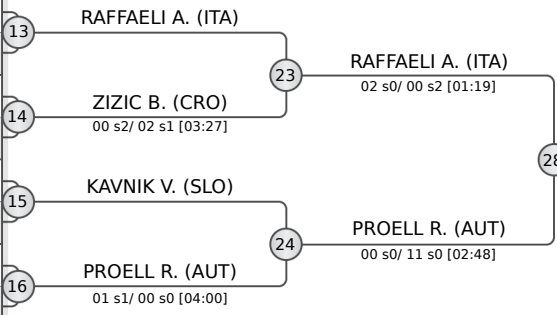 RAFFAELI A. (ITA)
13
23
RAFFAELI A. (ITA)
02 s0/ 00 s2 [01:19]
ZIZIC B. (CRO)
14
00 s2/ 02 s1 [03:27]
28
KAVNIK V. (SLO)
15
24
PROELL R. (AUT)
00 s0/ 11 s0 [02:48]
PROELL R. (AUT)
16
01 s1/ 00 s0 [04:00]